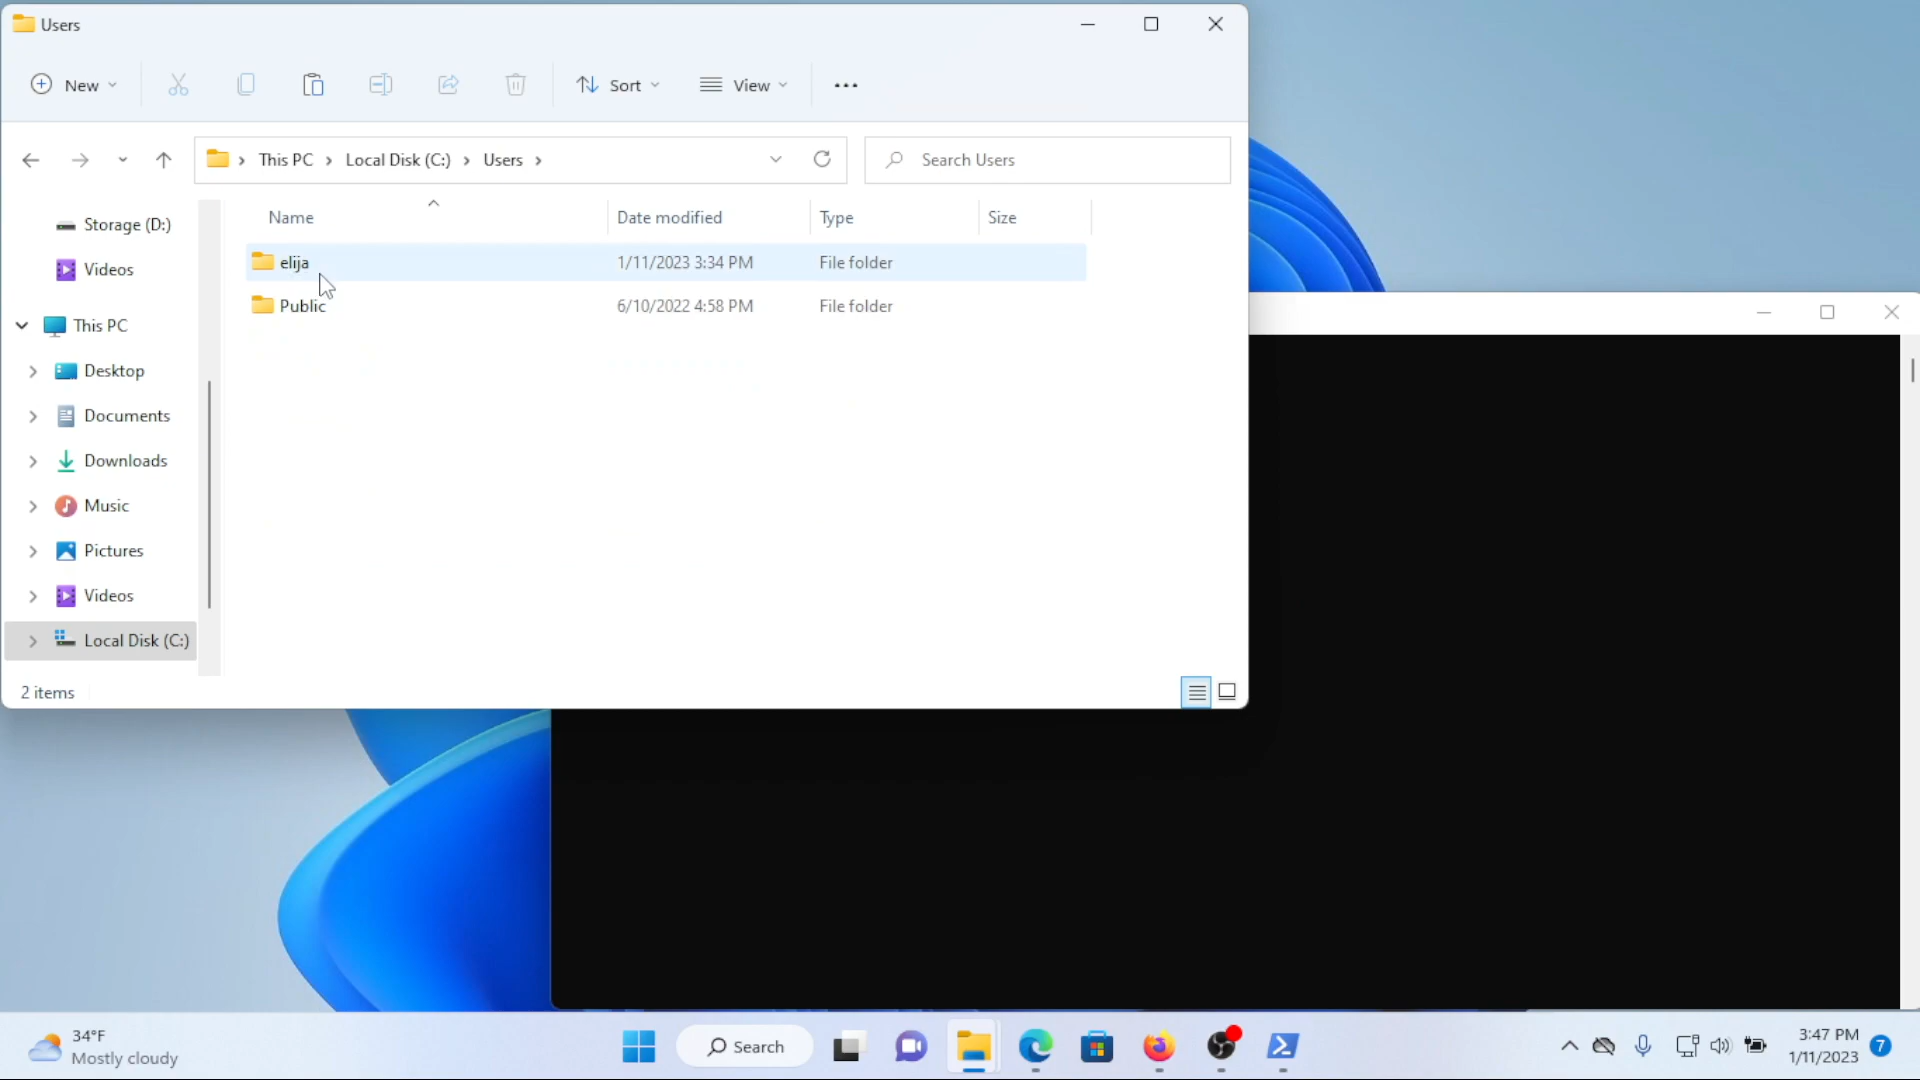 Users
New
Sort
View
This PC
Local Disk (C:)
Users
Search Users
Name
Date modified
Type
Size
elija
1/11/2023 3:34 PM
File folder
Public
6/10/2022 4:58 PM
File folder
Storage (D:)
Videos
This PC
Desktop
Documents
Downloads
Music
Pictures
Videos
Local Disk (C:)
2 items
34°F
Mostly cloudy
Search
3:47 PM
1/11/2023
7